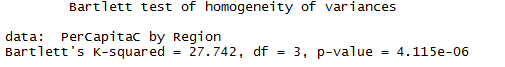 Bartlett test of homogeneity of variances
data:  PerCapitaC by Region
Bartlett's K-squared = 27.742, df = 3, p-value = 4.115e-06